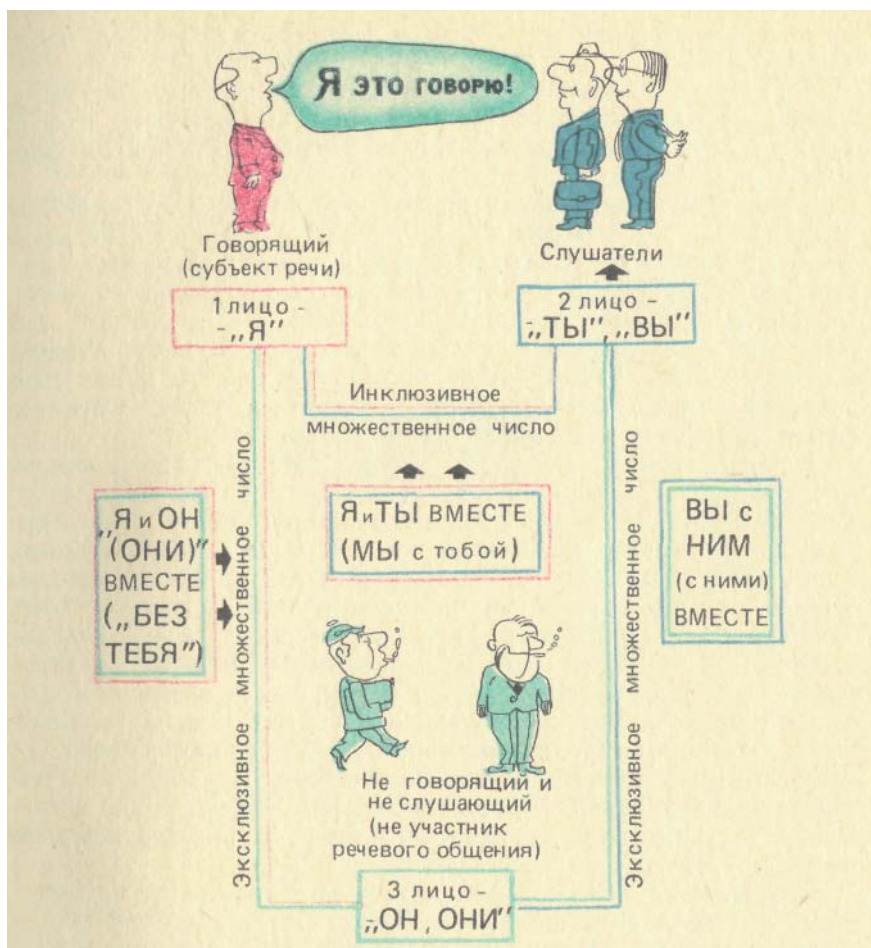 Я это говорю!
Говорящий
(субъект речи)
Слушатели
1 лицо -
-„Я"
2 лицо -
-„ТЫ", „ВЫ"
Инклюзивное
множественное число
Эксклюзивное множественное число
Эксклюзивное множественное число
„Я и ОН
(ОНИ)"
ВМЕСТЕ
(„БЕЗ
ТЕБЯ")
Я и ТЫ ВМЕСТЕ
(МЫ с тобой)
ВЫ с
НИМ
(с ними)
ВМЕСТЕ
Не говорящий и
не слушающий
(не участник
речевого общения)
3 лицо -
-„ОН, ОНИ"